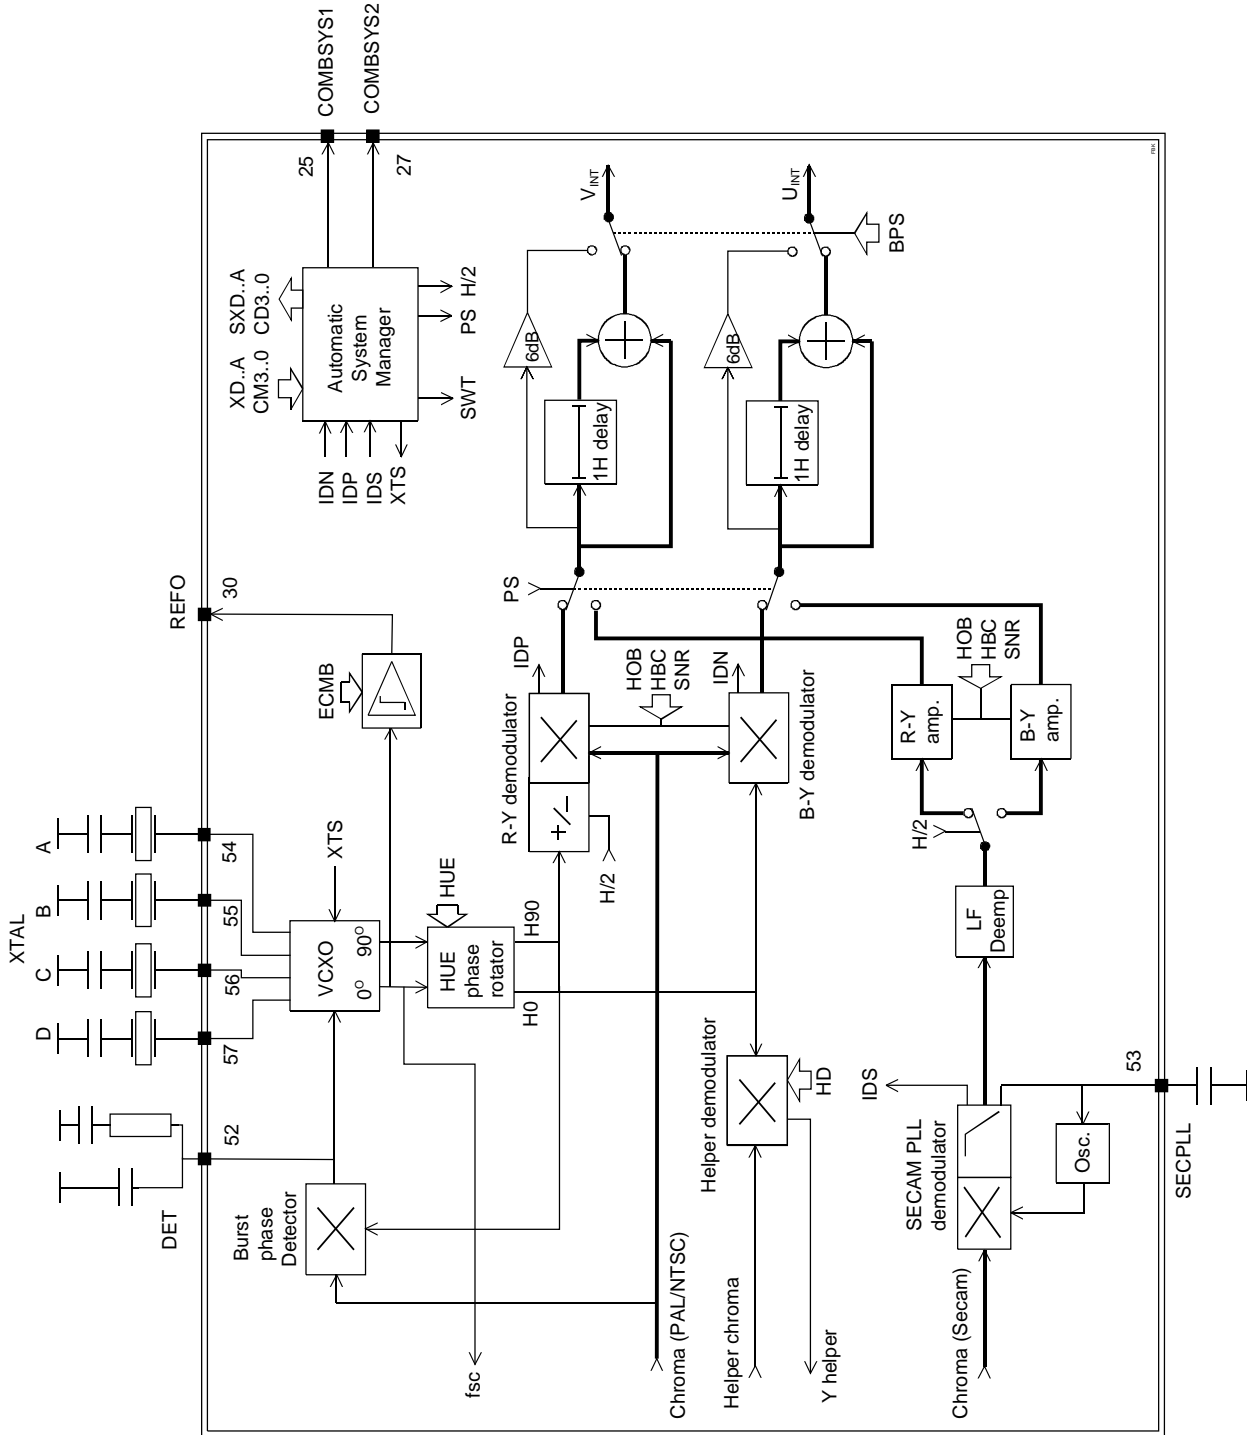 COMBSYS1
COMBSYS2
25
27
SXD..A
CD3..0
XD..A
CM3..0
Automatic
System
Manager
H/2
PS
SWT
IDN
IDP
IDS
XTS
VINT
UINT
BPS
6dB
6dB
1H delay
1H delay
PS
REFO
30
ECMB
IDP
HOB
HBC
SNR
IDN
HOB
HBC
SNR
R-Y demodulator
B-Y demodulator
+/-
H/2
R-Y
amp.
B-Y
amp.
H/2
XTAL
A
B
C
D
54
55
56
57
XTS
VCXO
0O 90O
HUE
HUE
phase
rotator
H90
H0
LF
Deemp
DET
52
Burst
phase
Detector
Helper demodulator
HD
IDS
SECAM PLL
demodulator
Osc.
53
SECPLL
fsc
Chroma (PAL/NTSC)
Helper chroma
Y helper
Chroma (Secam)